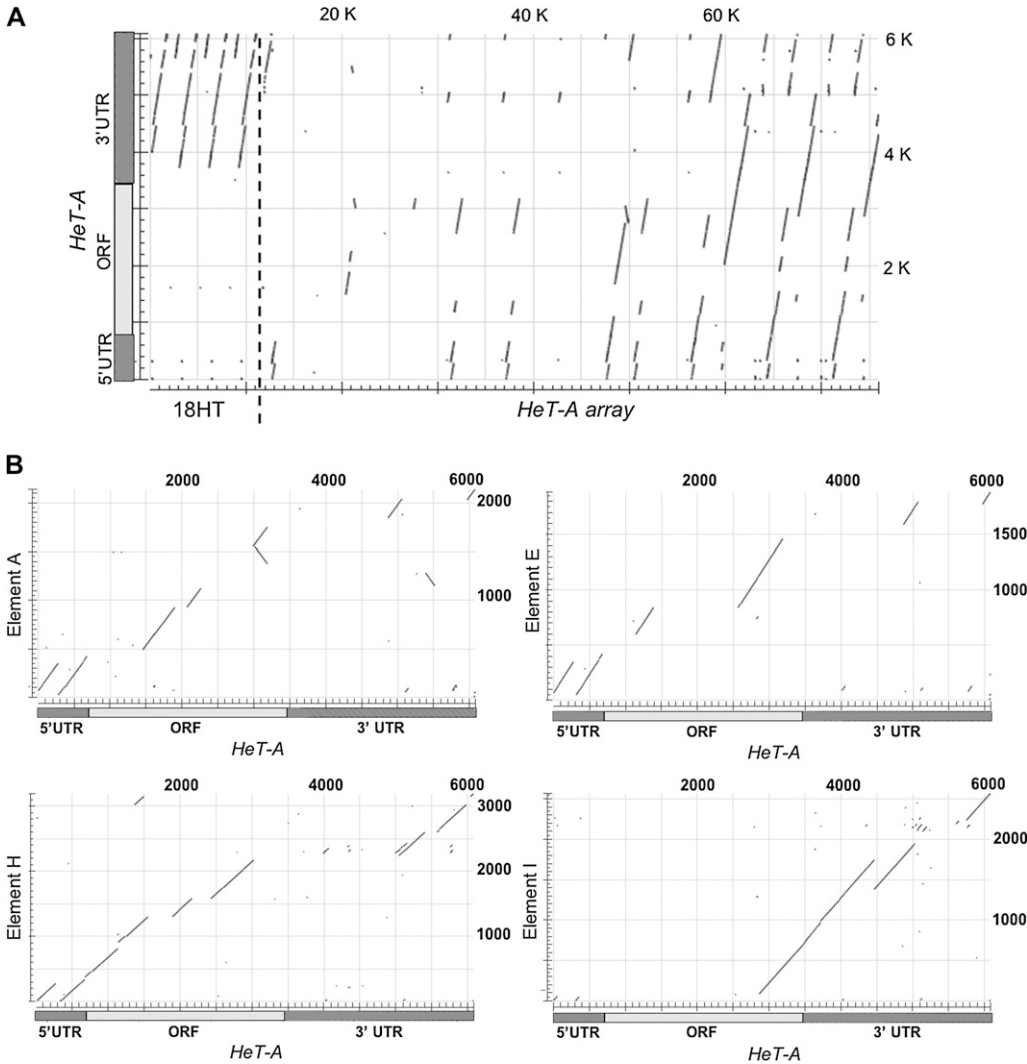 A
20 K 40 K 60 K
6 K
4 K
2 K
HeT-A
3'UTR
ORF
5'UTR
18HT
HeT-A array
B
2000 4000 6000
2000
1000
Element A
5'UTR ORF 3' UTR
HeT-A
2000 4000 6000
1500
1000
Element E
5'UTR ORF 3' UTR
HeT-A
2000 4000 6000
3000
2000
1000
Element H
5'UTR ORF 3' UTR
HeT-A
2000 4000 6000
2000
1000
Element I
5'UTR ORF 3' UTR
HeT-A